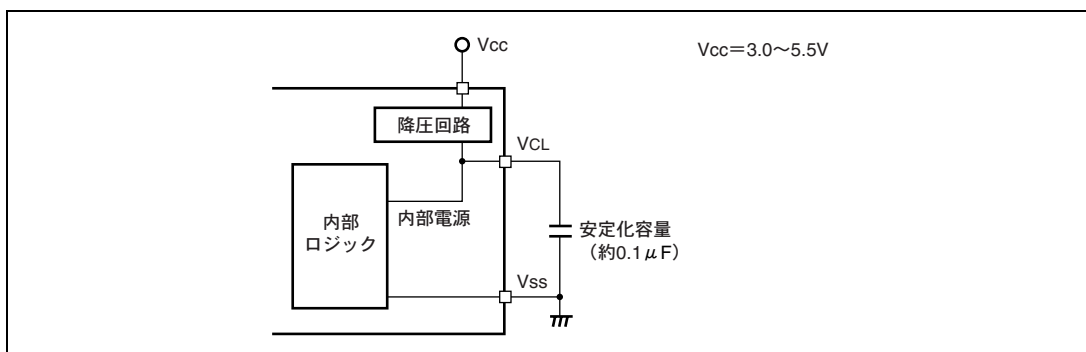 Vcc
Vcc=3.0〜5.5V
降圧回路
VCL
内部
ロジック
内部電源
安定化容量
（約0.1μF）
Vss